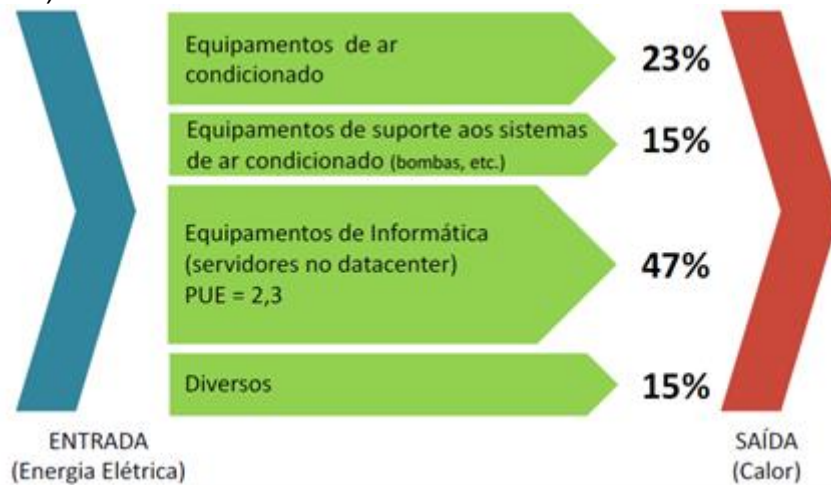 Equipamentos de ar
condicionado
23%
Equipamentos de suporte aos sistemas
de ar condicionado (bombas, etc.)
15%
Equipamentos de Informática
(servidores no datacenter)
PUE = 2,3
47%
Diversos
15%
ENTRADA
(Energia Elétrica)
SAÍDA
(Calor)